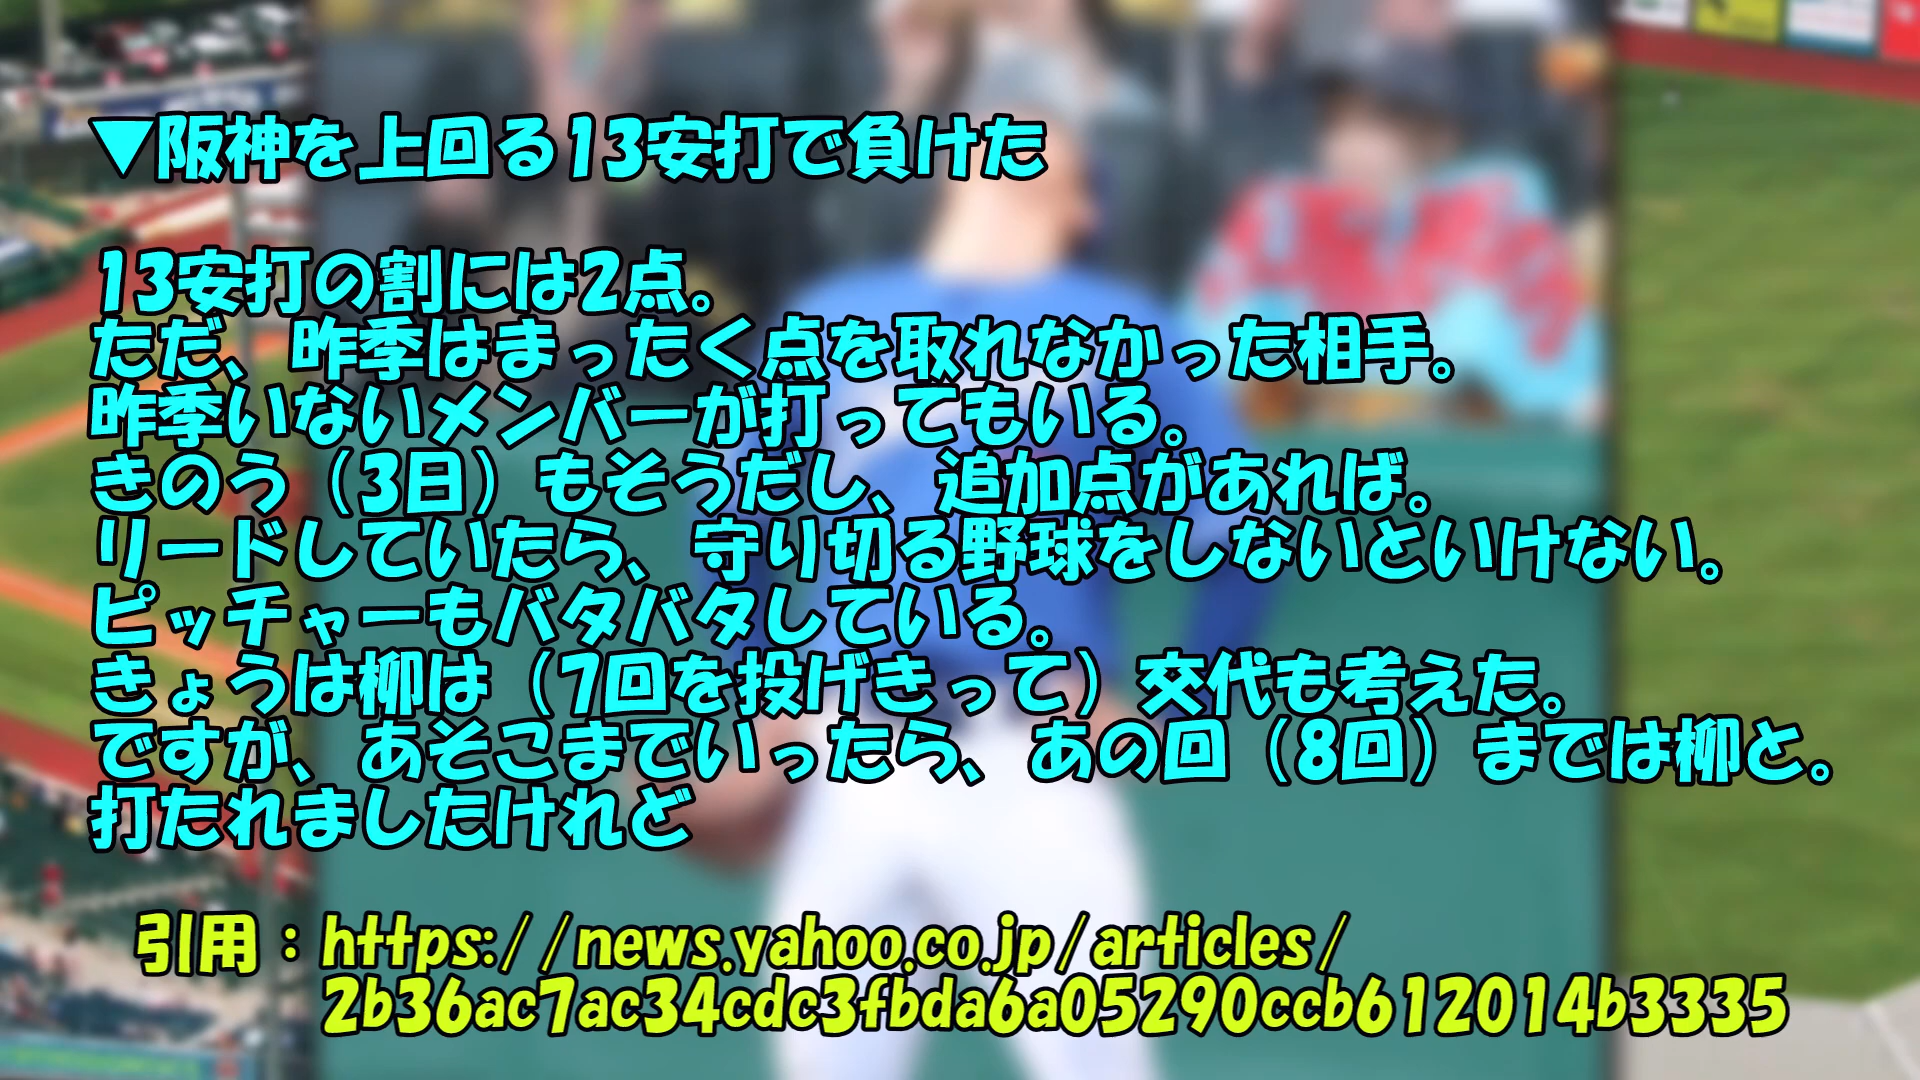 ▼阪神を上回る13安打で負けた
13安打の割には2点。
ただ、昨季はまったく点を取れなかった相手。
昨季いないメンバーが打ってもいる。
きのう（3日）もそうだし、追加点があれば。
リードしていたら、守り切る野球をしないといけない。
ピッチャーもバタバタしている。
きょうは柳は（7回を投げきって）交代も考えた。
ですが、あそこまでいったら、あの回（8回）までは柳と。
打たれましたけれど
引用：https://news.yahoo.co.jp/articles/
2b36ac7ac34cdc3fbda6a05290ccb612014b3335